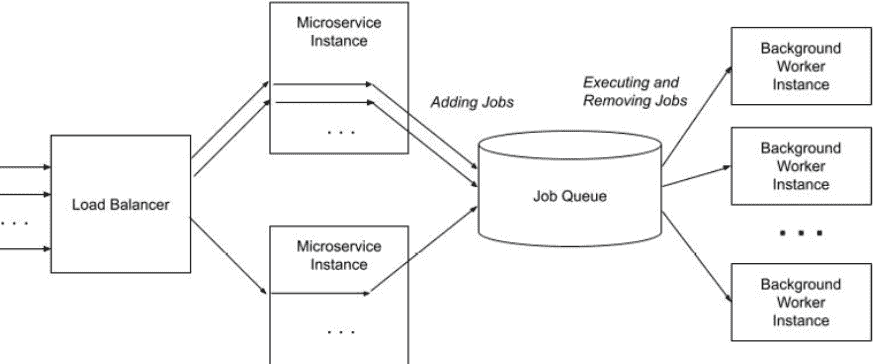 Microservice
Instance
. . .
Adding Jobs
Executing and
Removing Jobs
Background
Worker
Instance
Load Balancer
. . .
Job Queue
Background
Worker
Instance
. . .
Microservice
Instance
. . .
Background
Worker
Instance